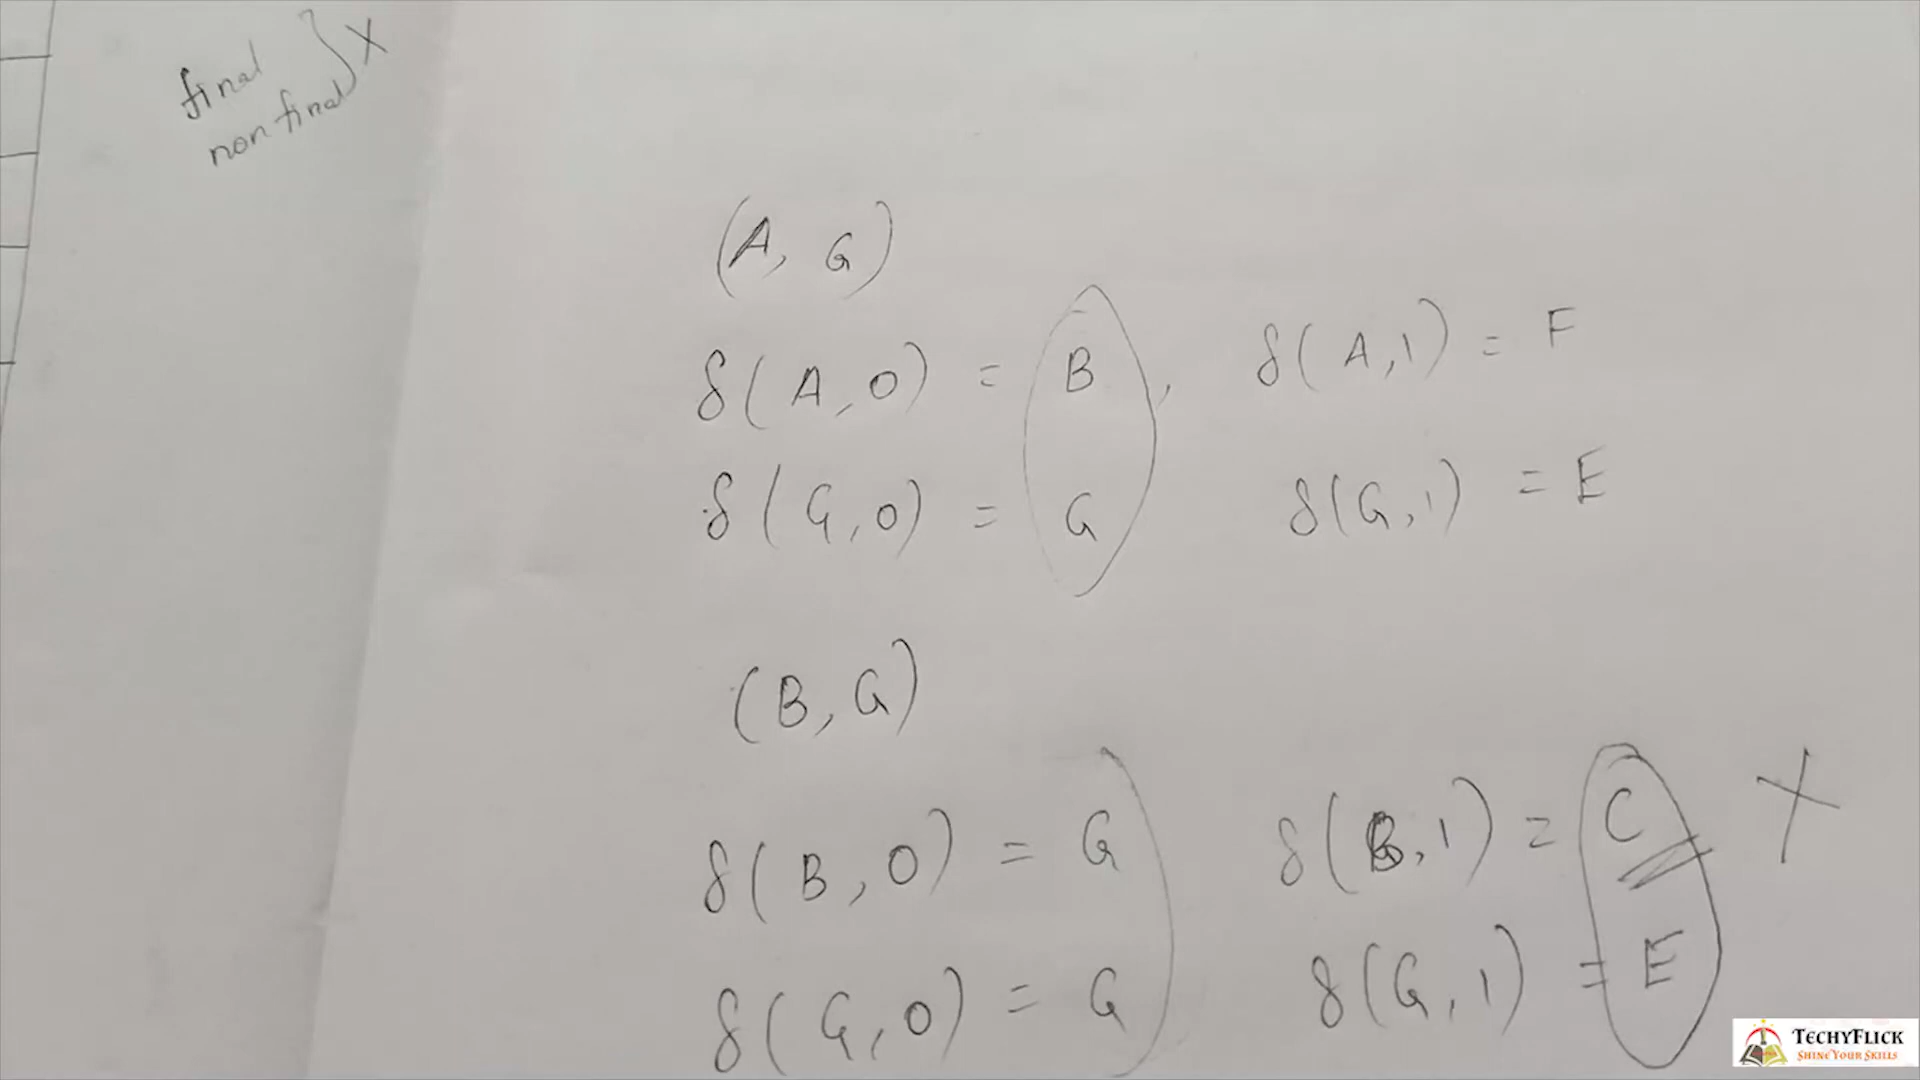 final } X
non final
(A, G)
δ(A,0) = B, δ(A,1) = F
δ(G,0) = G δ(G,1) = E
(B,G)
δ(B,0) = G δ(B,1) = C X
δ(G,0) = G δ(G,1) = E
TECHYFLICK
SHINE YOUR SKILLS